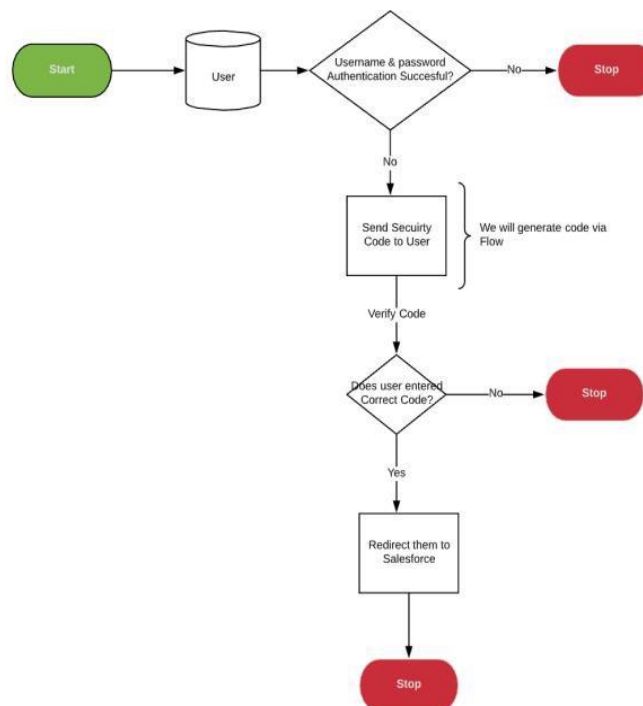 Start
User
Username & password
Authentication Succesful?
No
Stop
No
Send Secuirty
Code to User
We will generate code via
Flow
Verify Code
Does user entered
Correct Code?
No
Stop
Yes
Redirect them to
Salesforce
Stop